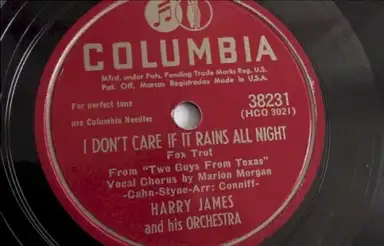 COLUMBIA
Mfrd. under Pats. Pending Trade Marks Reg. U.S.
Pat. Off. Marcas Registradas Made in U.S.A.
For perfect tone
use Columbia Needles
38231
(HCO 3021)
I DON'T CARE IF IT RAINS ALL NIGHT
Fox Trot
From "Two Guys From Texas"
Vocal Chorus by Marion Morgan
-Cahn-Styne-Arr: Conniff-
HARRY JAMES
and his ORCHESTRA